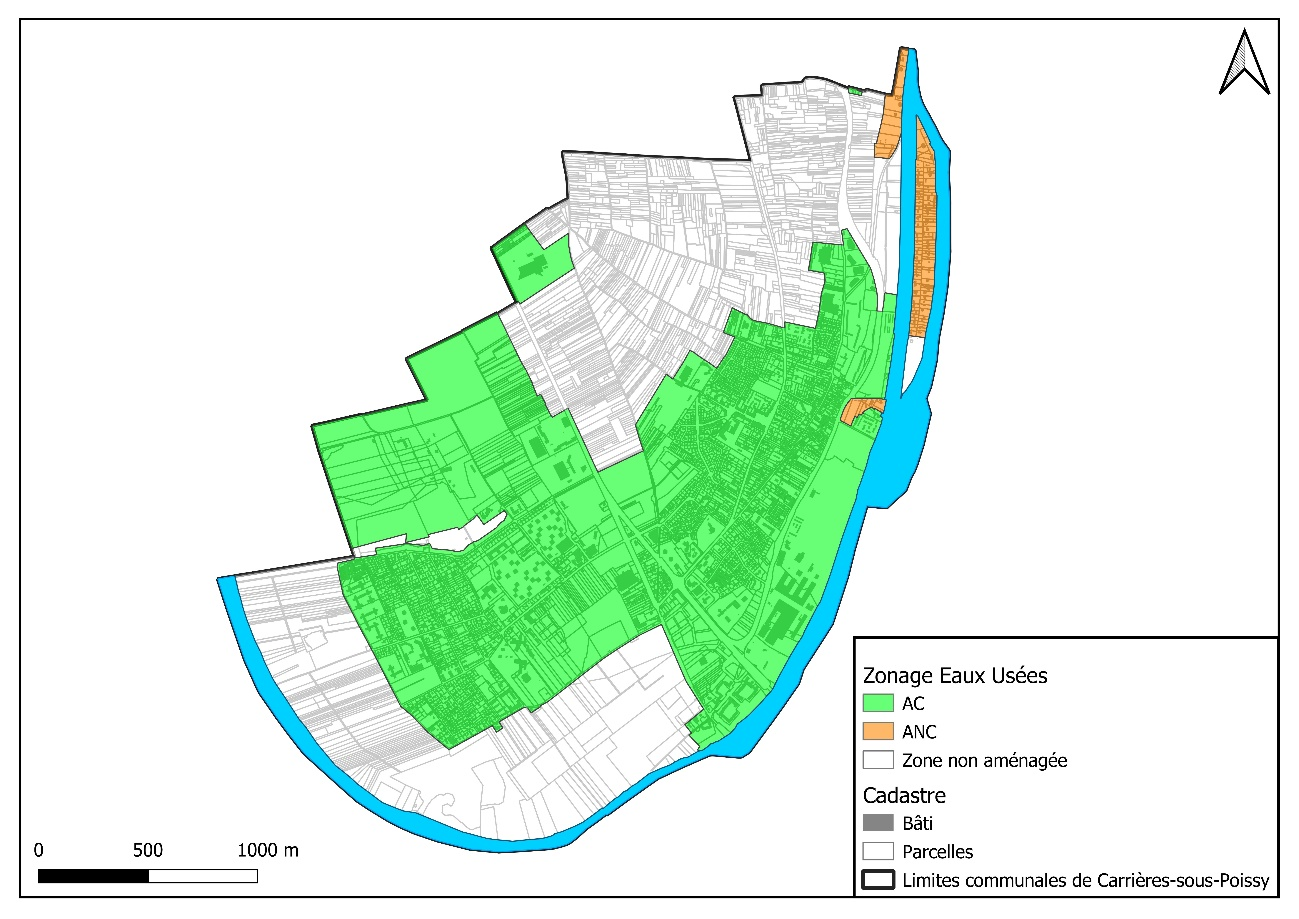 Zonage Eaux Usées
AC
ANC
Zone non aménagée
Cadastre
Bâti
Parcelles
Limites communales de Carrières-sous-Poissy
0 500 1000 m